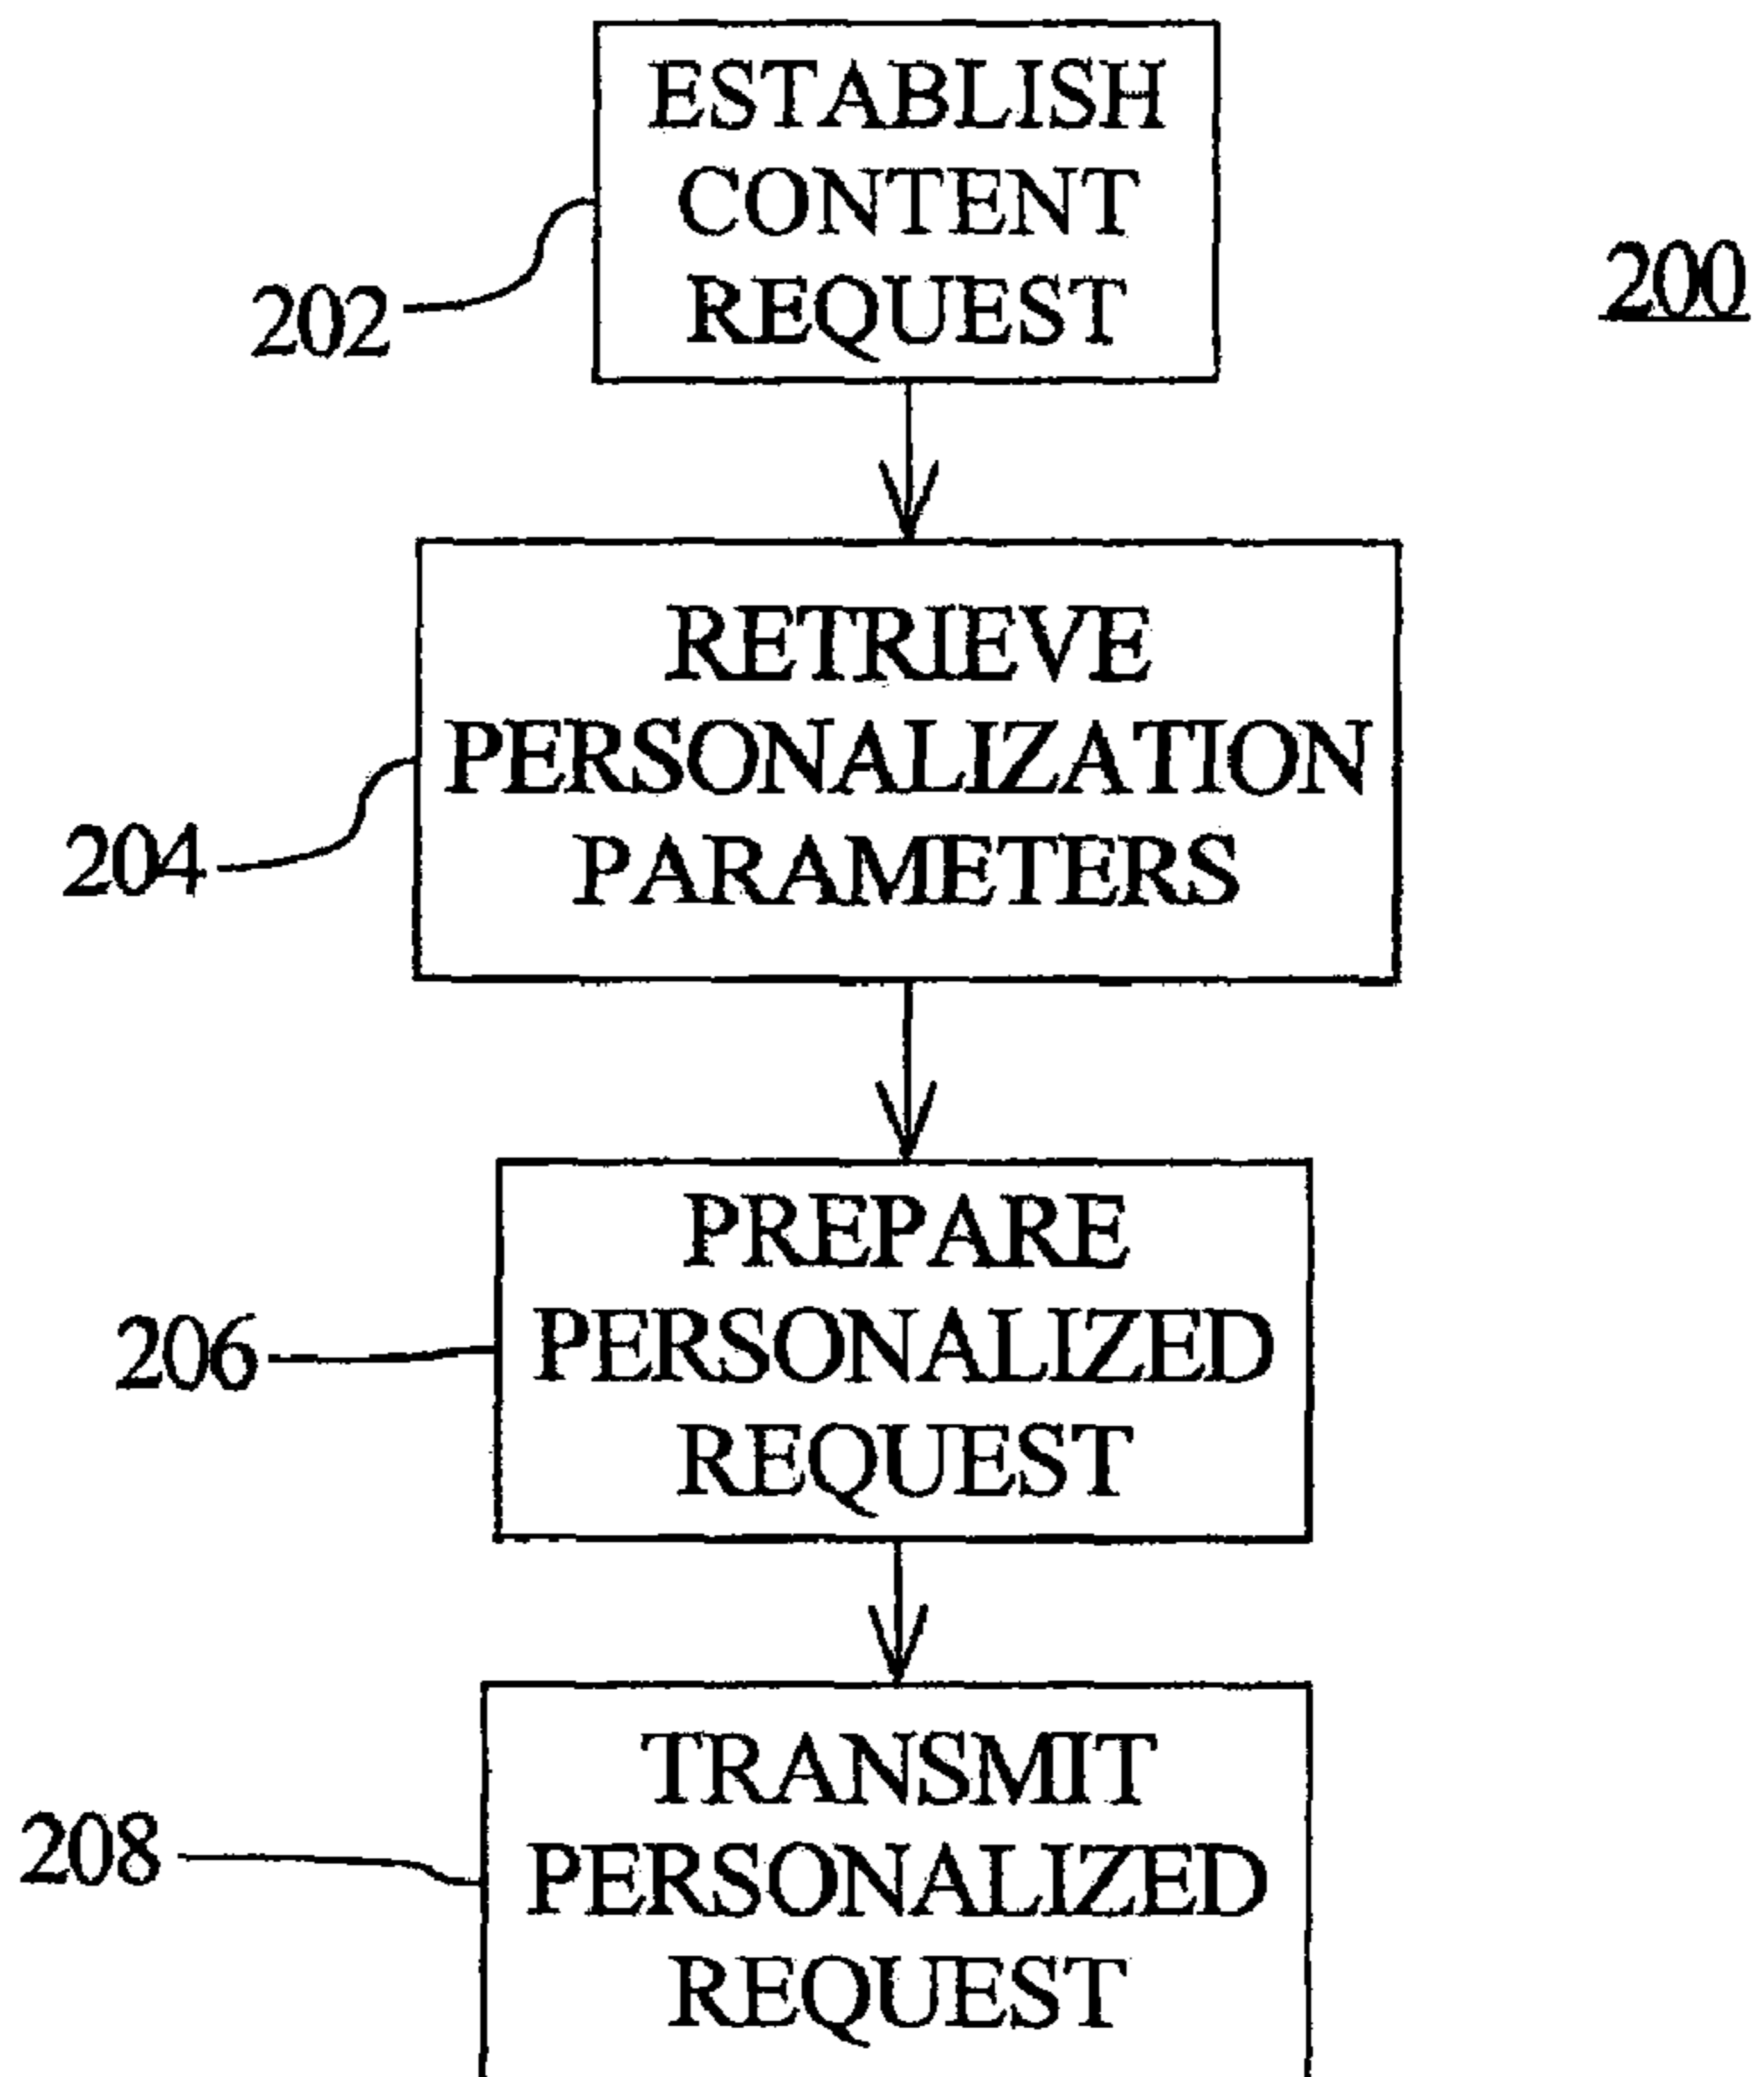 ESTABLISH
CONTENT
REQUEST
200
202
RETRIEVE
PERSONALIZATION
PARAMETERS
204
PREPARE
PERSONALIZED
REQUEST
206
TRANSMIT
PERSONALIZED
REQUEST
208